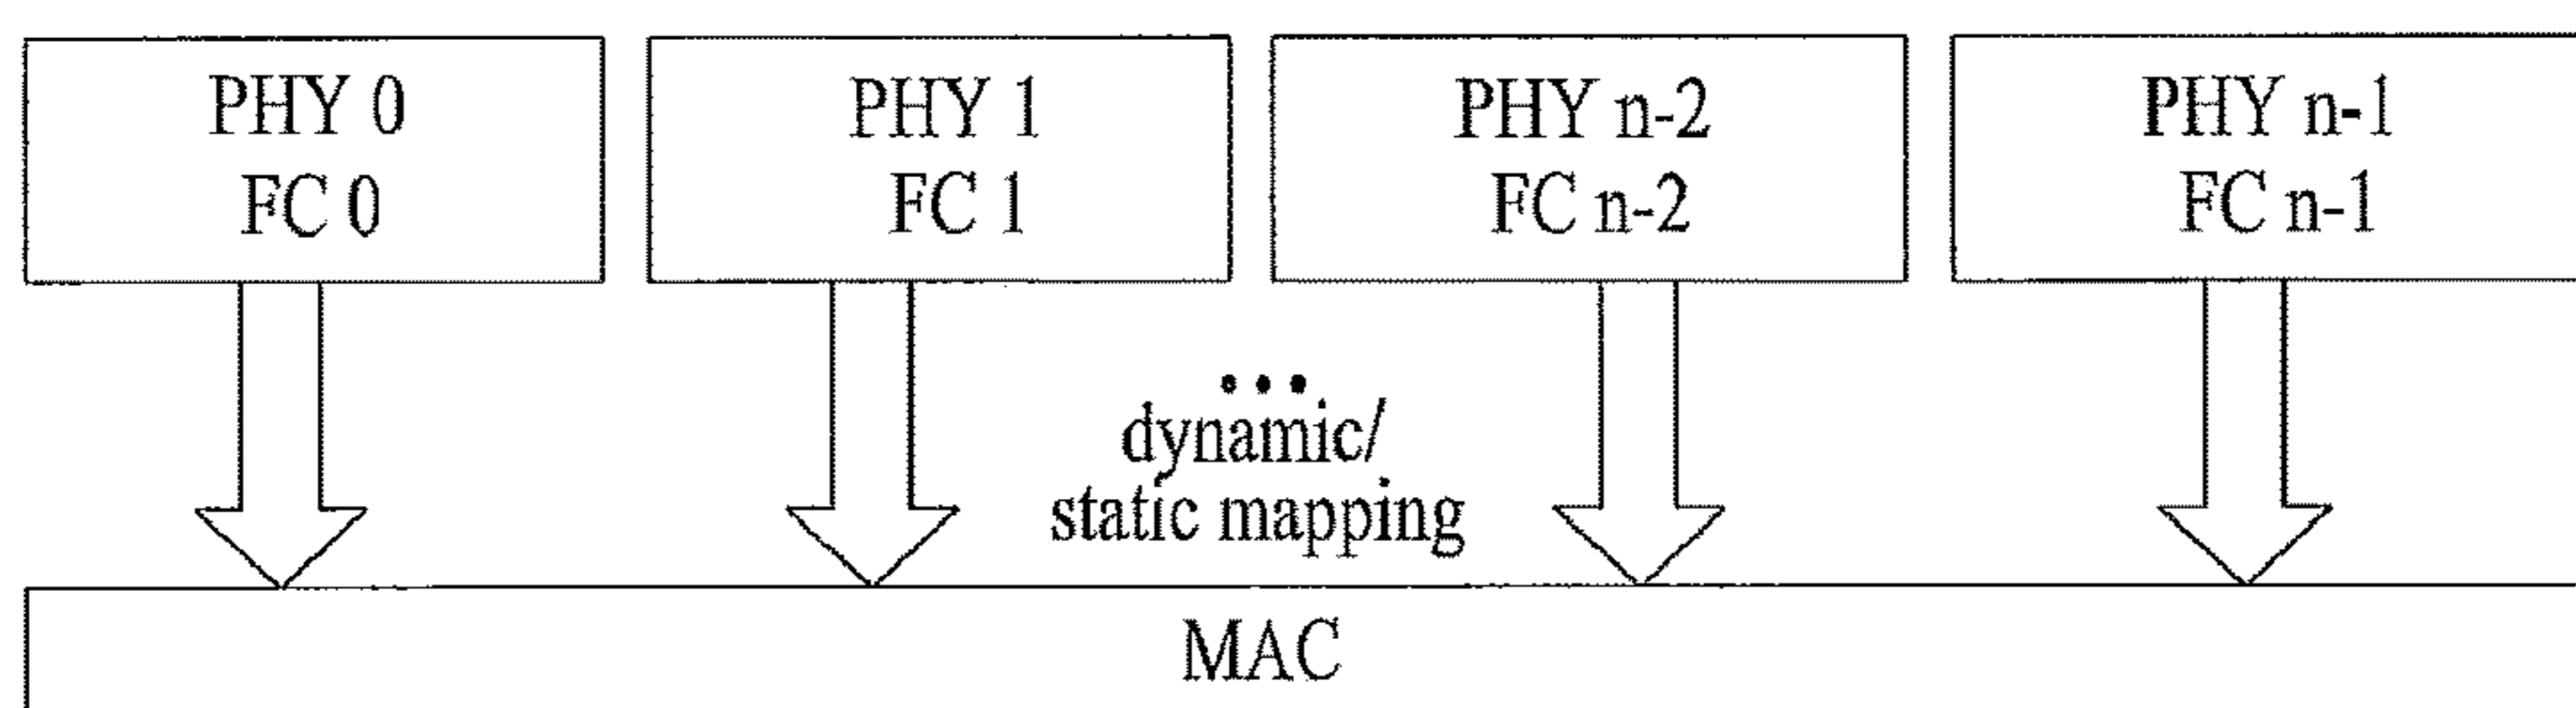 PHY 0
FC 0
PHY 1
FC 1
PHY n-2
FC n-2
PHY n-1
FC n-1
•••
dynamic/
static mapping
MAC